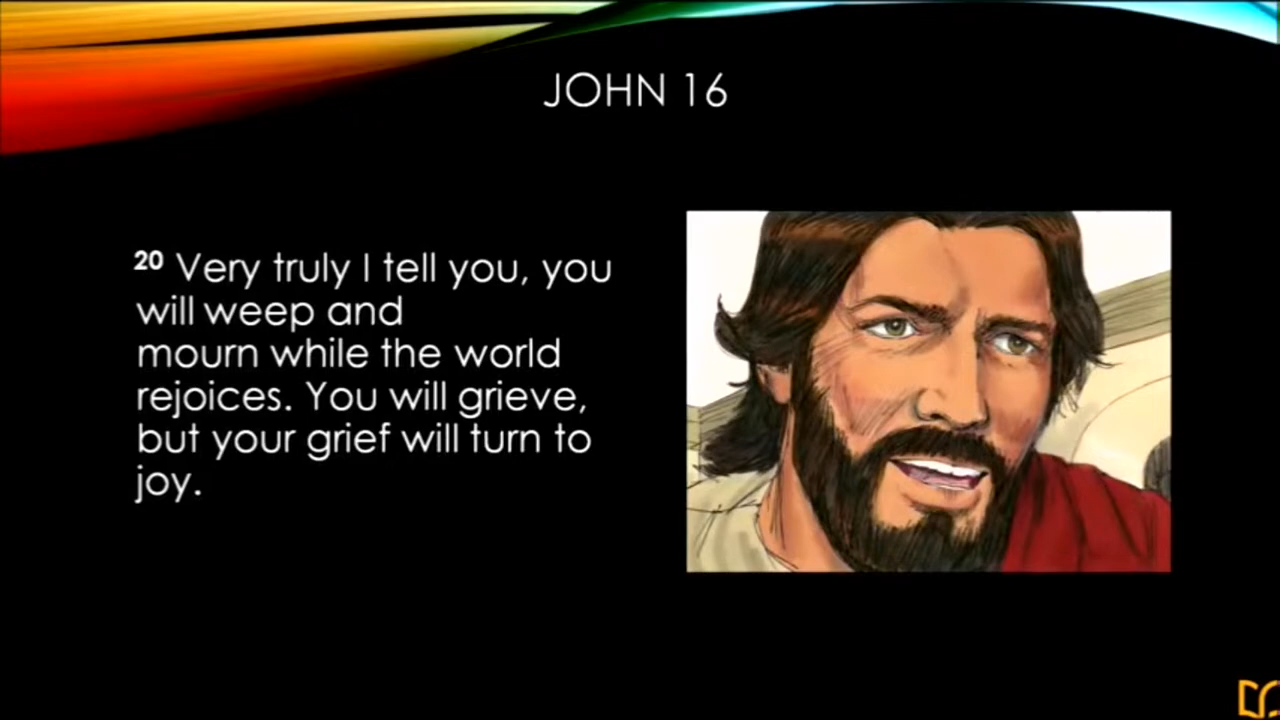 JOHN 16
20 Very truly I tell you, you
will weep and
mourn while the world
rejoices. You will grieve,
but your grief will turn to
joy.